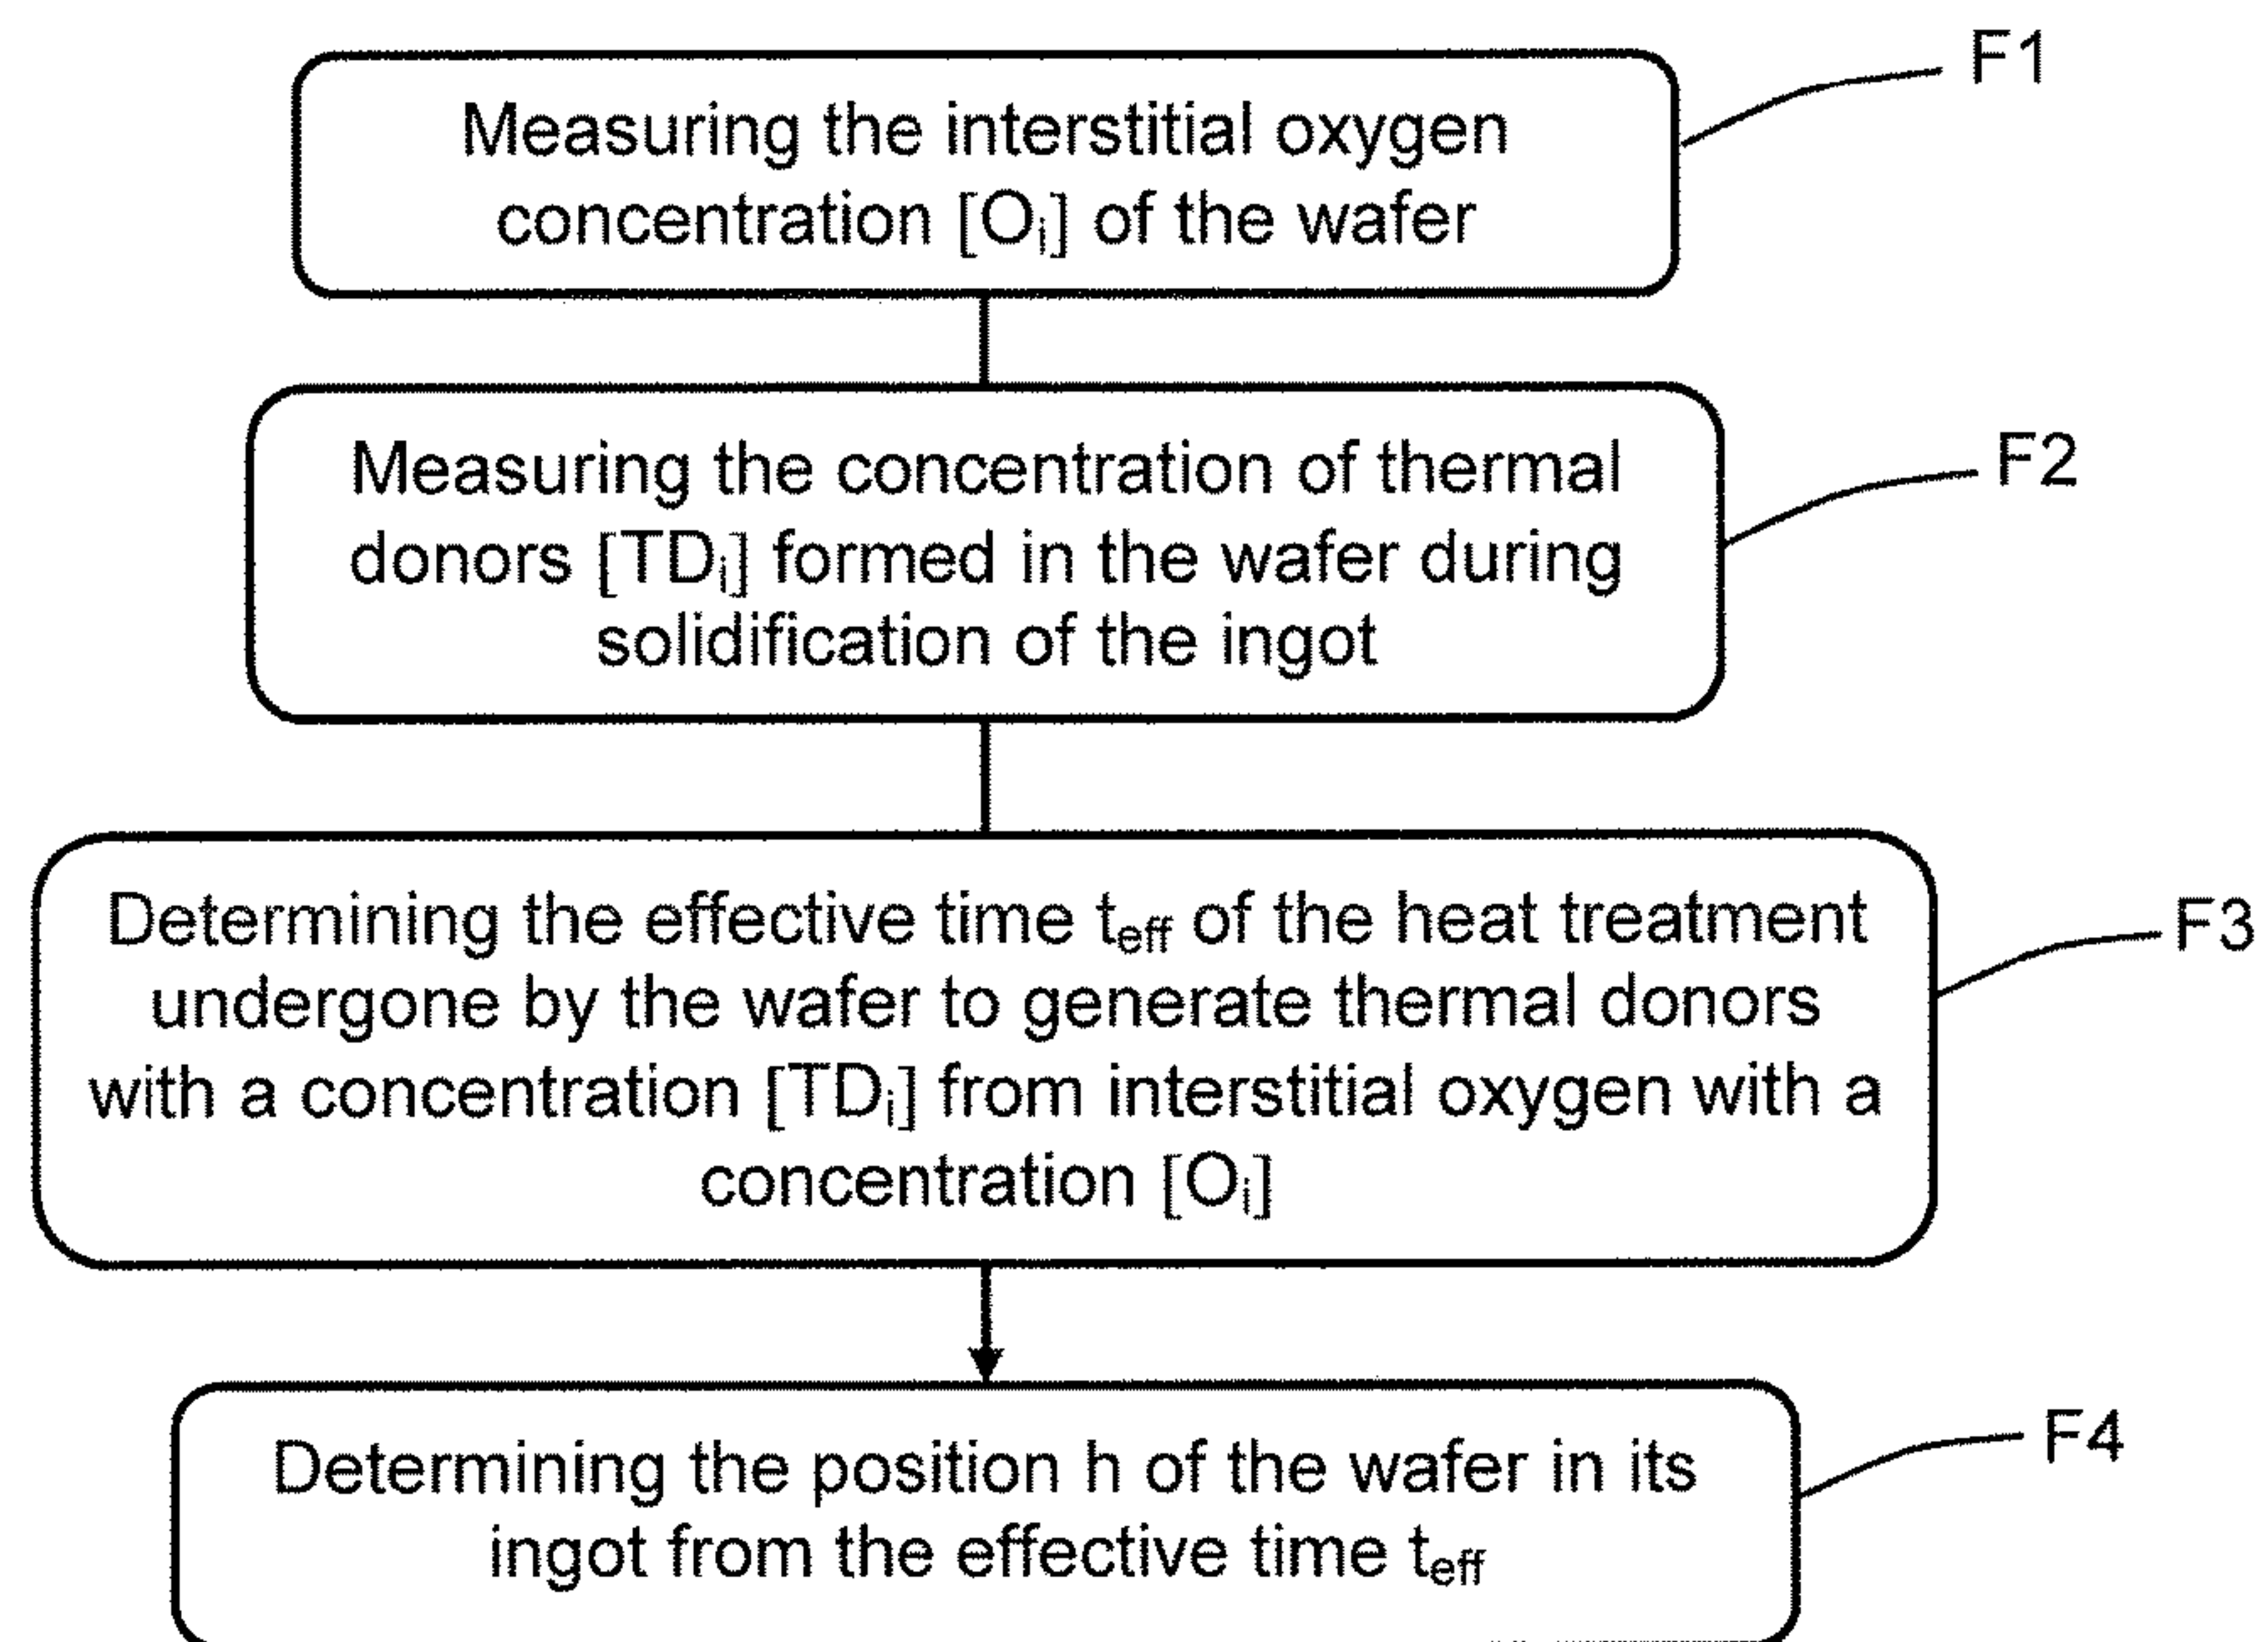 F1
Measuring the interstitial oxygen
concentration [Oi] of the wafer
F2
Measuring the concentration of thermal
donors [TDi] formed in the wafer during
solidification of the ingot
F3
Determining the effective time teff of the heat treatment
undergone by the wafer to generate thermal donors
with a concentration [TDi] from interstitial oxygen with a
concentration [Oi]
F4
Determining the position h of the wafer in its
ingot from the effective time teff